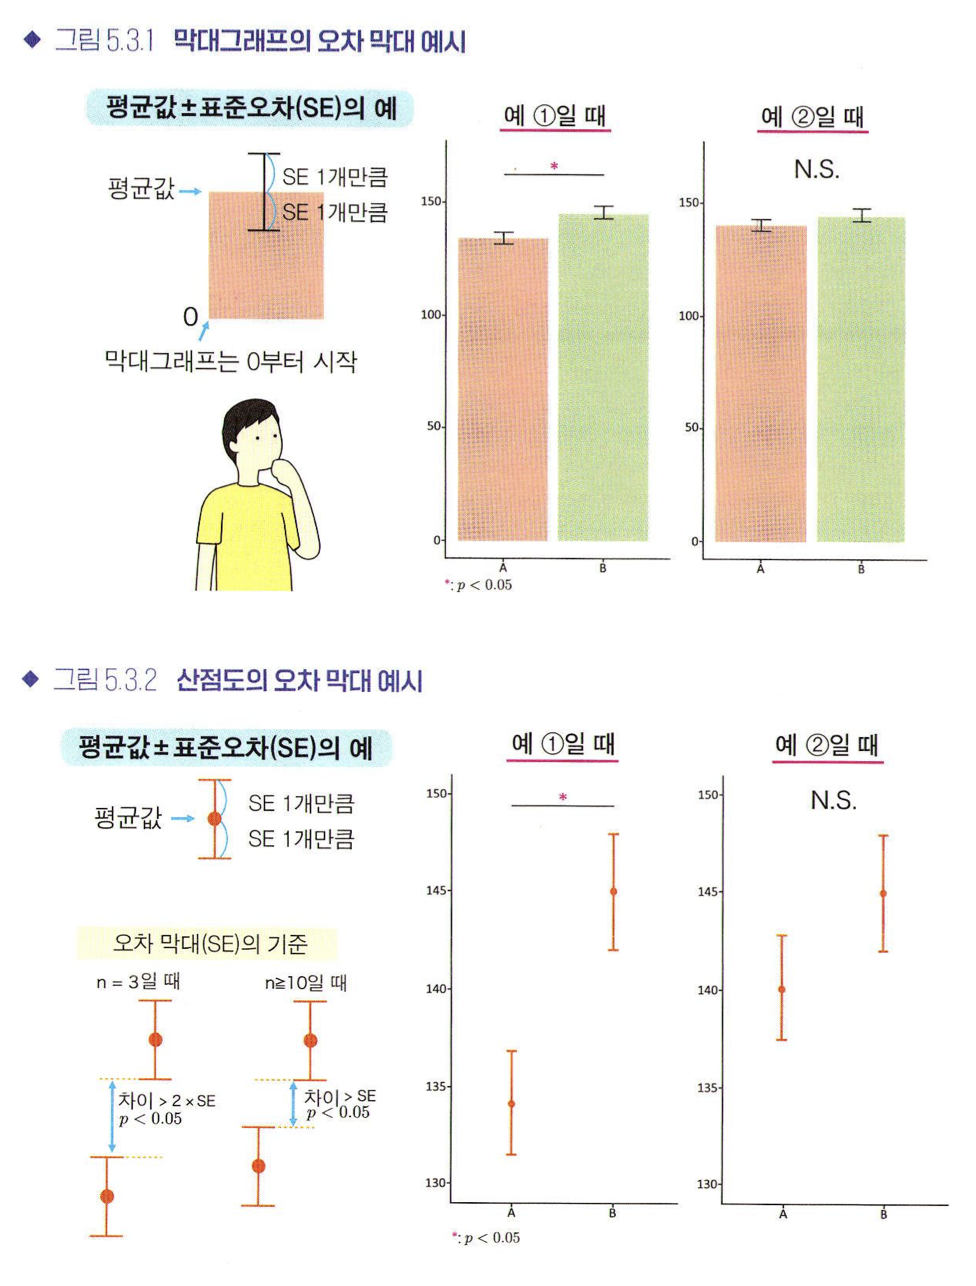 ◆ 그림 5.3.1 막대그래프의 오차 막대 예시
평균값±표준오차(SE)의 예
평균값
SE 1개만큼
SE 1개만큼
0
막대그래프는 0부터 시작
예 ①일 때
*
150
100
50
0
A B
*: p < 0.05
예 ②일 때
N.S.
150
100
50
0
A B
◆ 그림 5.3.2 산점도의 오차 막대 예시
평균값±표준오차(SE)의 예
평균값
SE 1개만큼
SE 1개만큼
오차 막대(SE)의 기준
n = 3일 때
차이 > 2 × SE
p < 0.05
n≧10일 때
차이 > SE
p < 0.05
예 ①일 때
*
150
145
140
135
130
A B
*: p < 0.05
예 ②일 때
N.S.
150
145
140
135
130
A B